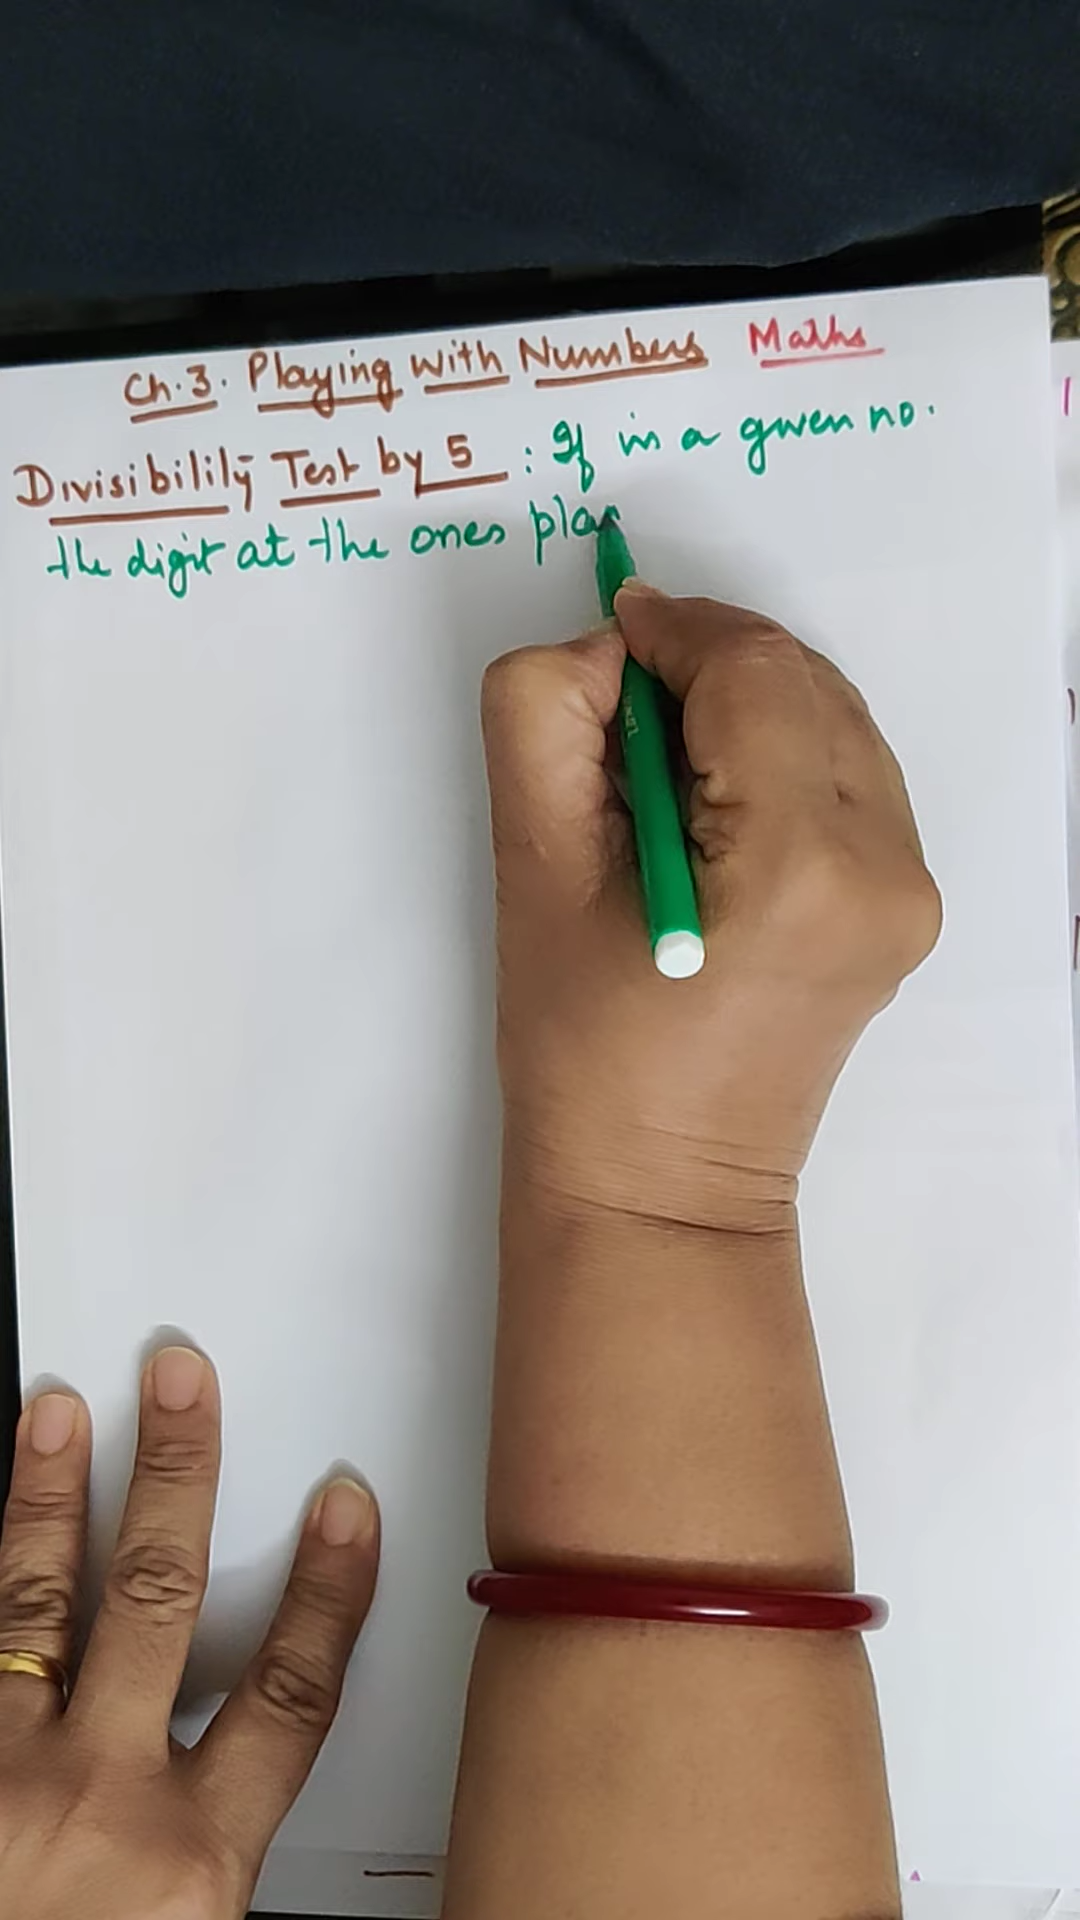 Ch.3. Playing with Numbers Maths
Divisibility Test by 5 : If in a given no.
the digit at the ones pla